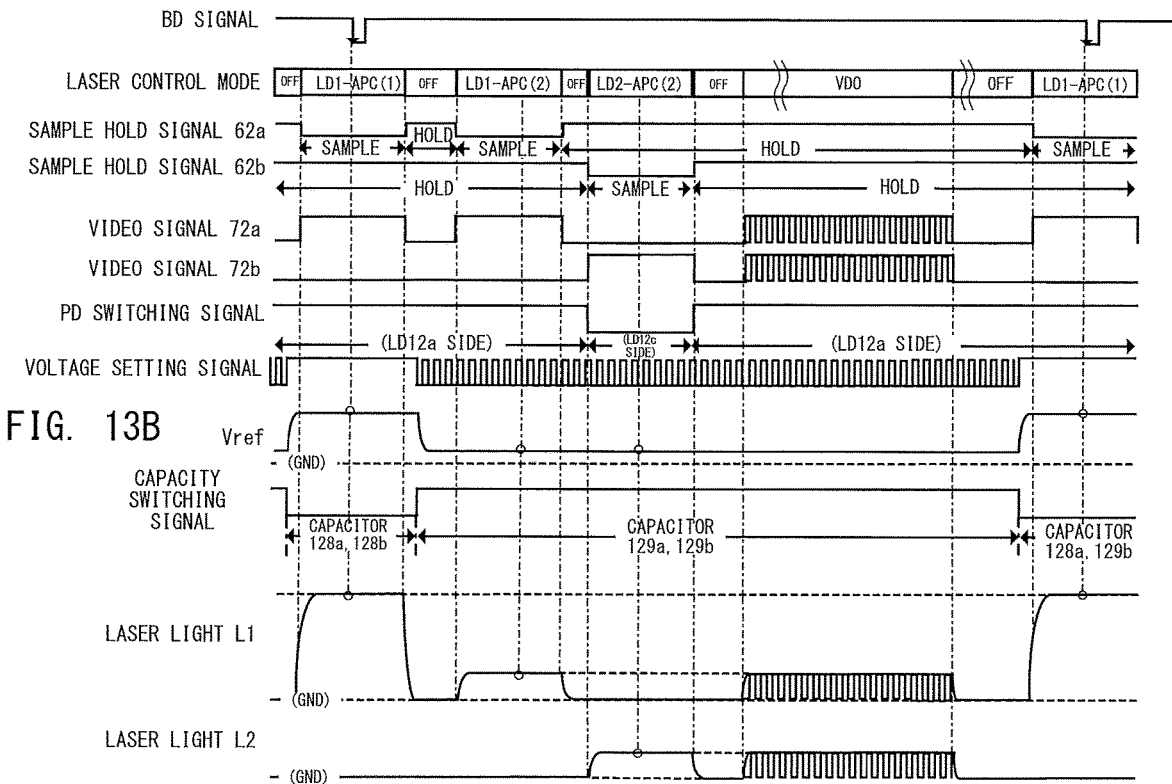 BD SIGNAL
LASER CONTROL MODE OFF LD1-APC(1) OFF LD1-APC(2) OFF LD2-APC(2) OFF VDO OFF LD1-APC(1)
SAMPLE HOLD SIGNAL 62a HOLD
SAMPLE SAMPLE HOLD SAMPLE
SAMPLE HOLD SIGNAL 62b
HOLD SAMPLE HOLD
VIDEO SIGNAL 72a
VIDEO SIGNAL 72b
PD SWITCHING SIGNAL
(LD12a SIDE) (LD12c SIDE) (LD12a SIDE)
VOLTAGE SETTING SIGNAL
FIG. 13B
Vref
(GND)
CAPACITY
SWITCHING
SIGNAL
CAPACITOR
128a, 128b
CAPACITOR
129a, 129b
CAPACITOR
128a, 129b
LASER LIGHT L1
(GND)
LASER LIGHT L2
(GND)